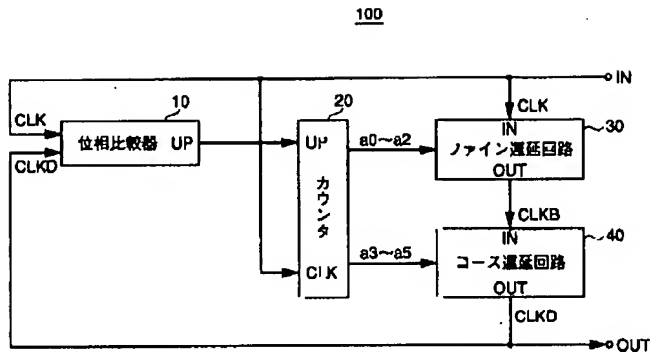 100
IN
CLK
10
位相比較器 UP
CLKD
20
UP
カウンタ
CLK
a0～a2
a3～a5
CLK
30
IN
ファイン遅延回路
OUT
CLKB
40
IN
コース遅延回路
OUT
CLKD
OUT